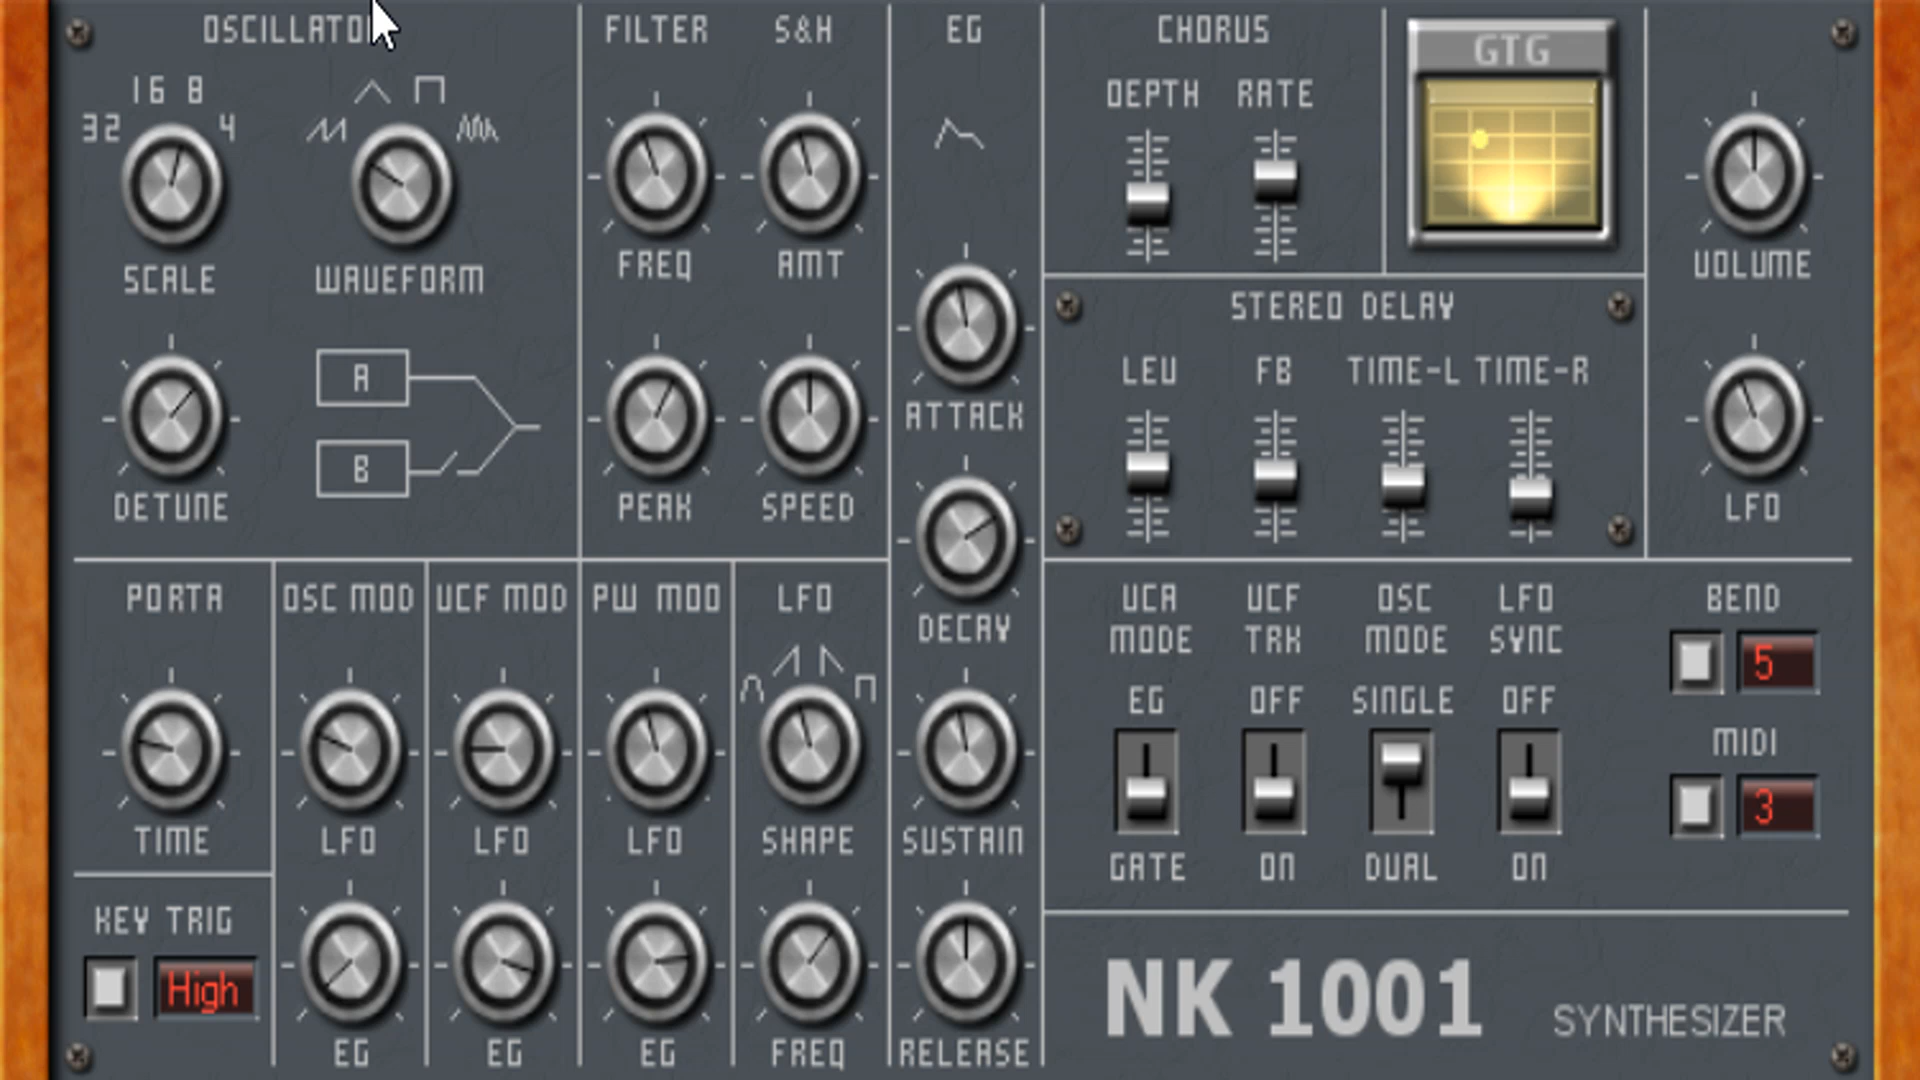 OSCILLATO
FILTER S&H
EG
CHORUS
GTG
16 8
32 4
DEPTH RATE
SCALE WAVEFORM
FREQ AMT
VOLUME
STEREO DELAY
LEV FB TIME-L TIME-R
A
B
ATTACK
DETUNE
PEAK SPEED
LFO
PORTA OSC MOD VCF MOD PW MOD LFO
DECAY
VCA MODE
VCF TRK
OSC MODE
LFO SYNC
BEND
5
EG OFF SINGLE OFF
MIDI
3
TIME LFO LFO LFO SHAPE SUSTAIN
GATE ON DUAL ON
KEY TRIG
High
EG EG EG FREQ RELEASE
NK 1001 SYNTHESIZER